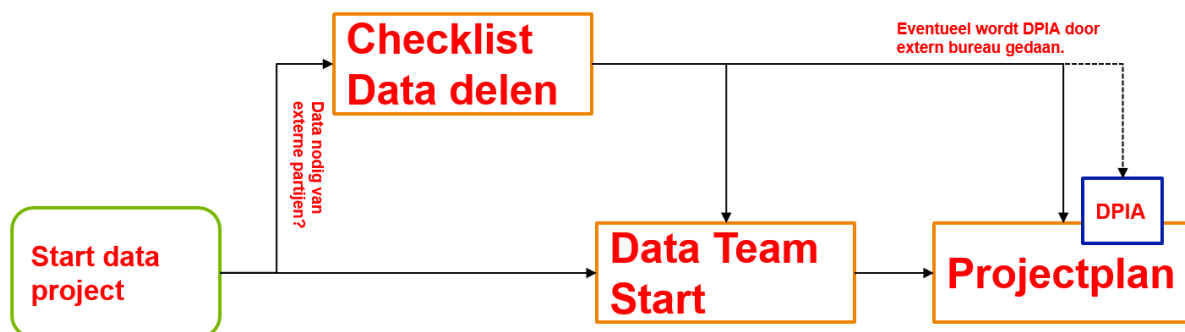 Checklist
Data delen
Eventueel wordt DPIA door
extern bureau gedaan.
Data nodig van
externe partijen?
DPIA
Start data
project
Data Team
Start
Projectplan